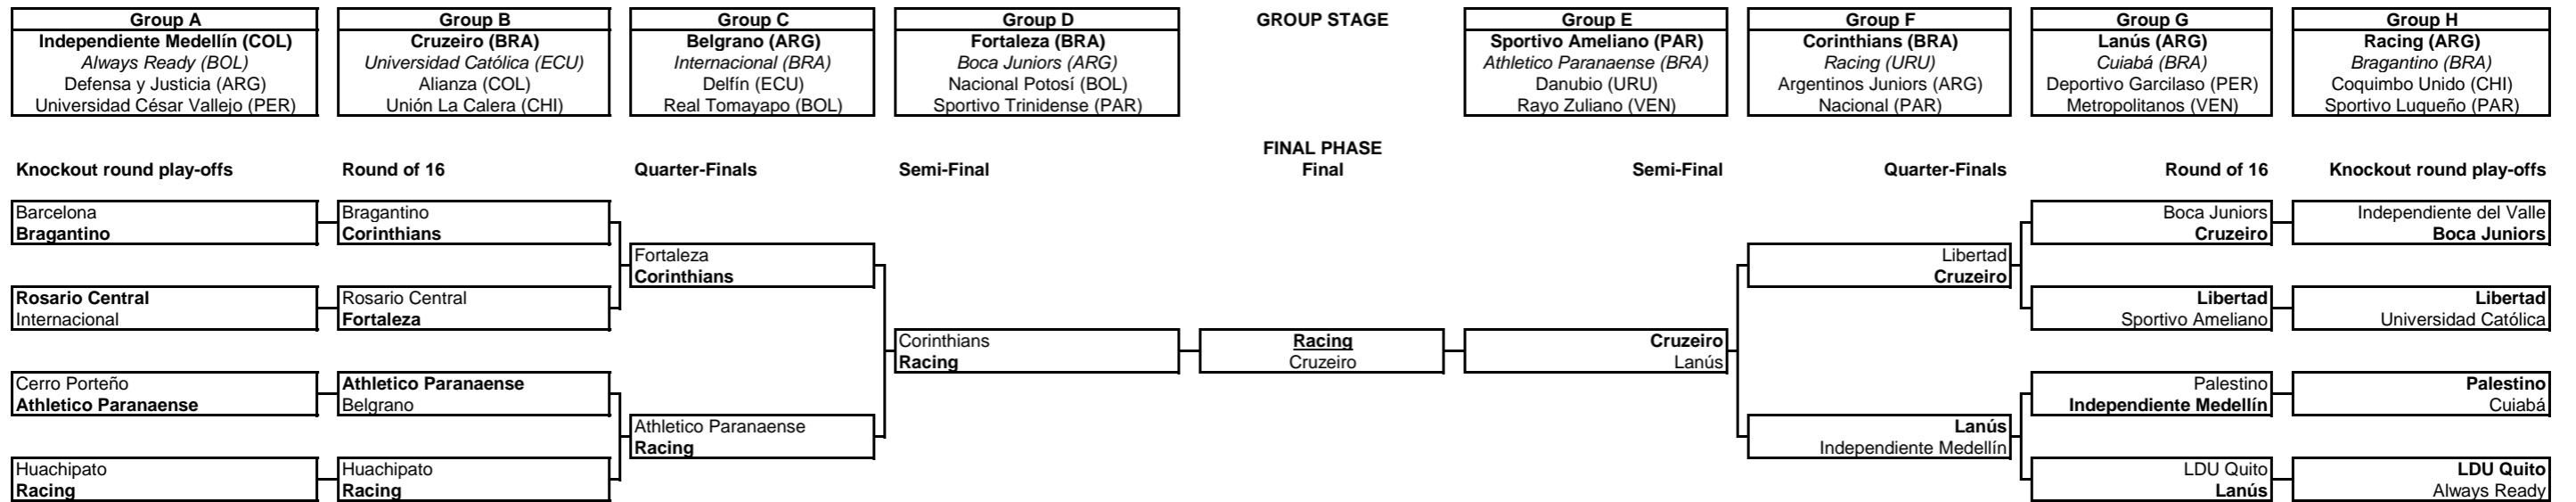 Group A
Independiente Medellín (COL)
Always Ready (BOL)
Defensa y Justicia (ARG)
Universidad César Vallejo (PER)
Group B
Cruzeiro (BRA)
Universidad Católica (ECU)
Alianza (COL)
Unión La Calera (CHI)
Group C
Belgrano (ARG)
Internacional (BRA)
Delfín (ECU)
Real Tomayapo (BOL)
Group D
Fortaleza (BRA)
Boca Juniors (ARG)
Nacional Potosí (BOL)
Sportivo Trinidense (PAR)
GROUP STAGE
Group E
Sportivo Ameliano (PAR)
Athletico Paranaense (BRA)
Danubio (URU)
Rayo Zuliano (VEN)
Group F
Corinthians (BRA)
Racing (URU)
Argentinos Juniors (ARG)
Nacional (PAR)
Group G
Lanús (ARG)
Cuiabá (BRA)
Deportivo Garcilaso (PER)
Metropolitanos (VEN)
Group H
Racing (ARG)
Bragantino (BRA)
Coquimbo Unido (CHI)
Sportivo Luqueño (PAR)
FINAL PHASE
Knockout round play-offs
Round of 16
Quarter-Finals
Semi-Final
Final
Semi-Final
Quarter-Finals
Round of 16
Knockout round play-offs
Barcelona
Bragantino
Rosario Central
Internacional
Cerro Porteño
Athletico Paranaense
Huachipato
Racing
Bragantino
Corinthians
Rosario Central
Fortaleza
Athletico Paranaense
Belgrano
Huachipato
Racing
Fortaleza
Corinthians
Athletico Paranaense
Racing
Corinthians
Racing
Racing
Cruzeiro
Cruzeiro
Lanús
Libertad
Cruzeiro
Lanús
Independiente Medellín
Boca Juniors
Cruzeiro
Libertad
Sportivo Ameliano
Palestino
Independiente Medellín
LDU Quito
Lanús
Independiente del Valle
Boca Juniors
Libertad
Universidad Católica
Palestino
Cuiabá
LDU Quito
Always Ready